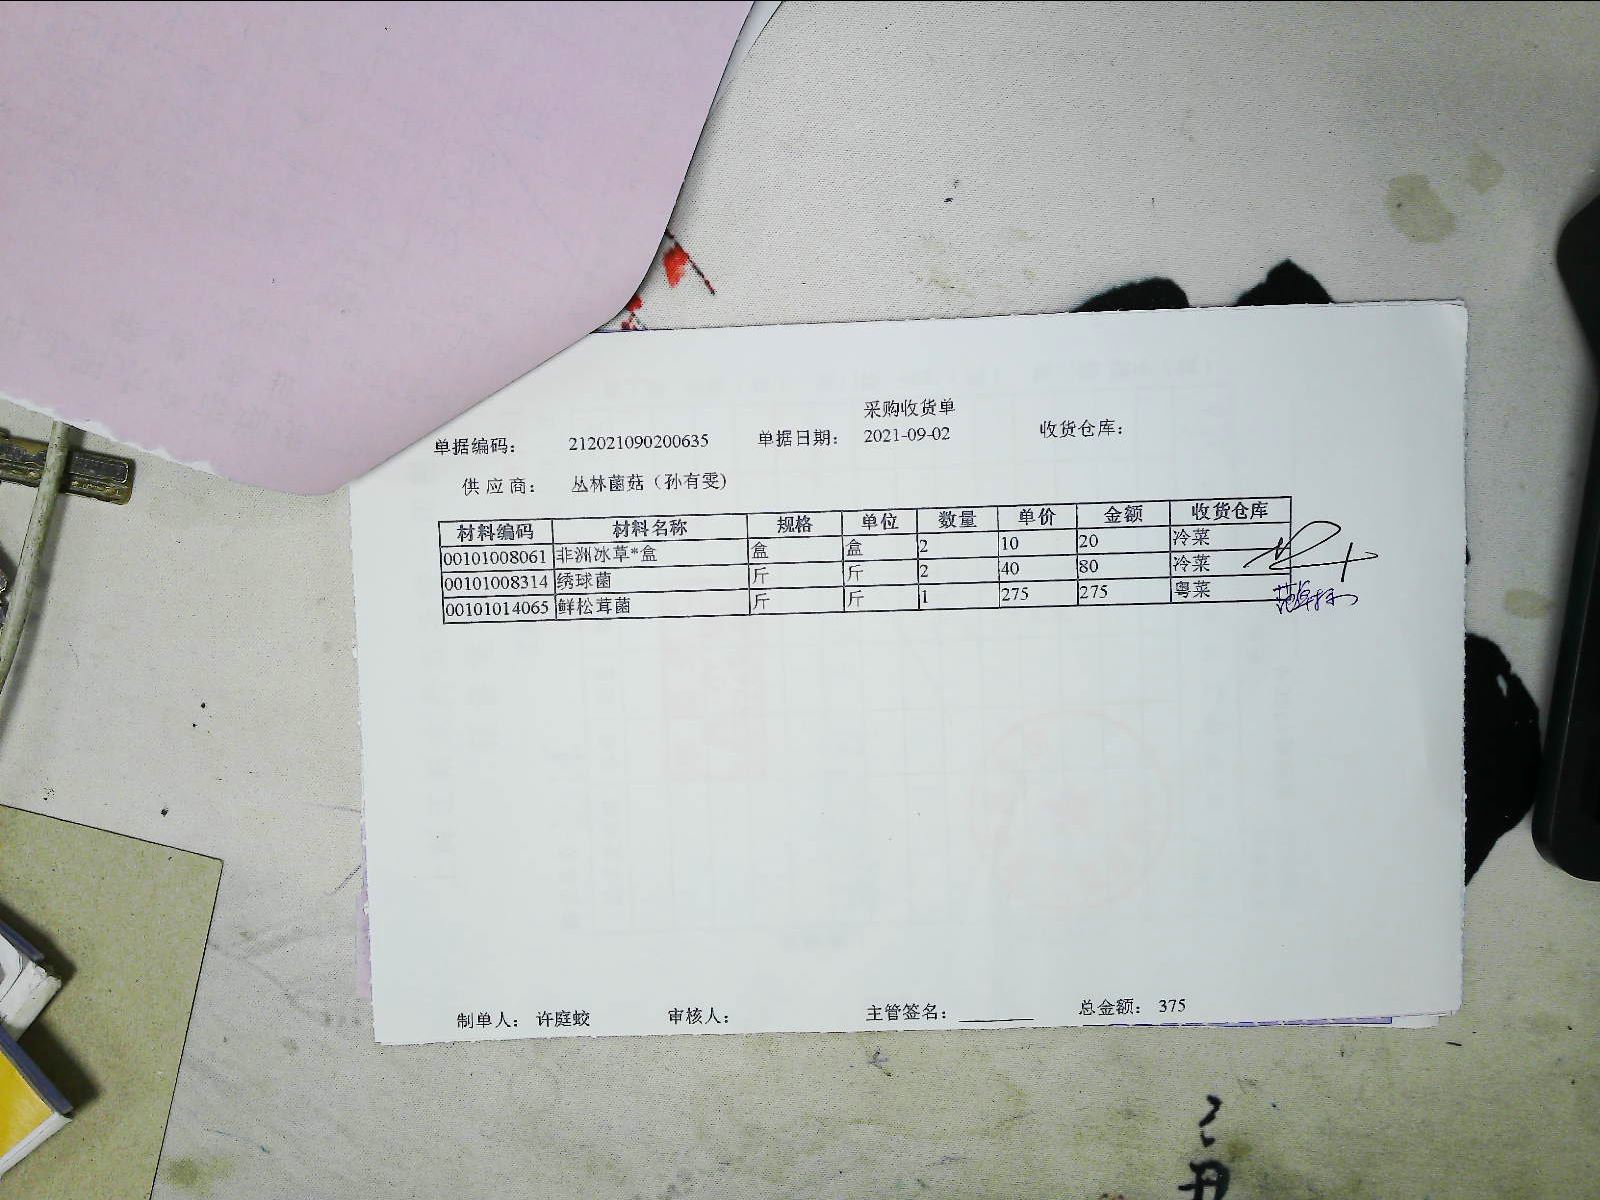 采购收货单
单据编码： 212021090200635 单据日期： 2021-09-02 收货仓库：
供 应 商： 丛林菌菇（孙有雯）
材料编码 材料名称 规格 单位 数量 单价 金额 收货仓库
00101008061 非洲冰草*盒 盒 盒 2 10 20 冷菜
00101008314 绣球菌 斤 斤 2 40 80 冷菜
00101014065 鲜松茸菌 斤 斤 1 275 275 粤菜
制单人： 许庭蛟 审核人： 主管签名： ________ 总金额： 375